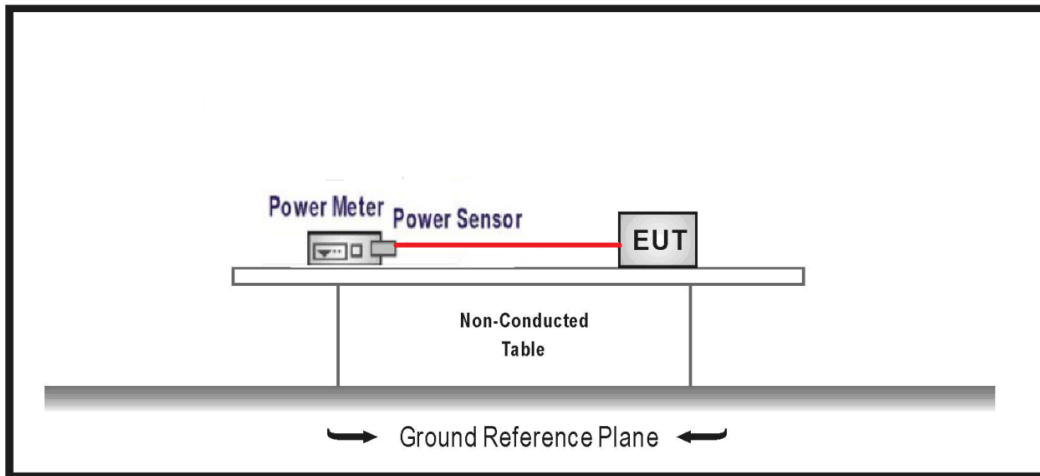 Power Meter
Power Sensor
EUT
Non-Conducted
Table
Ground Reference Plane